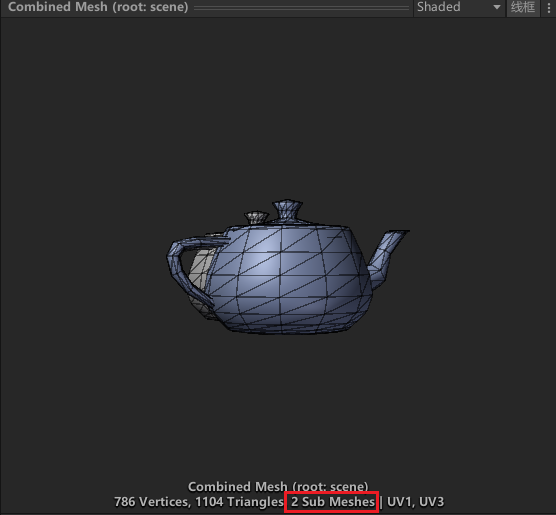 Combined Mesh (root: scene)
Shaded
线框
Combined Mesh (root: scene)
786 Vertices, 1104 Triangles 2 Sub Meshes | UV1, UV3